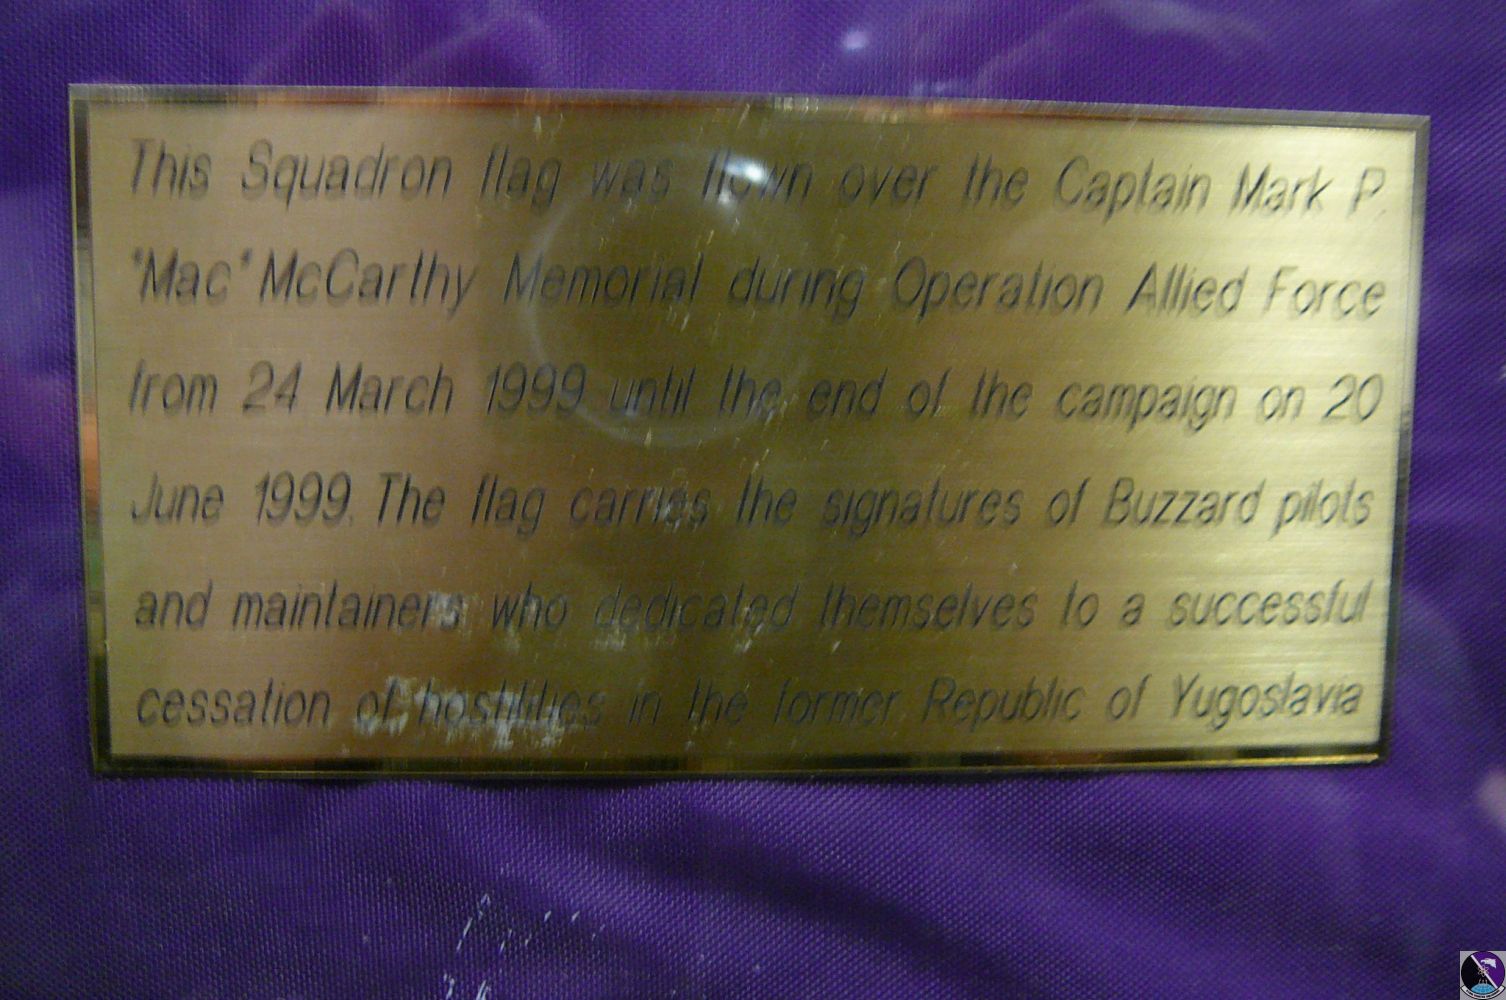 This Squadron flag was flown over the Captain Mark P.
"Mac" McCarthy Memorial during Operation Allied Force
from 24 March 1999 until the end of the campaign on 20
June 1999. The flag carries the signatures of Buzzard pilots
and maintainers who dedicated themselves to a successful
cessation of hostilities in the former Republic of Yugoslavia